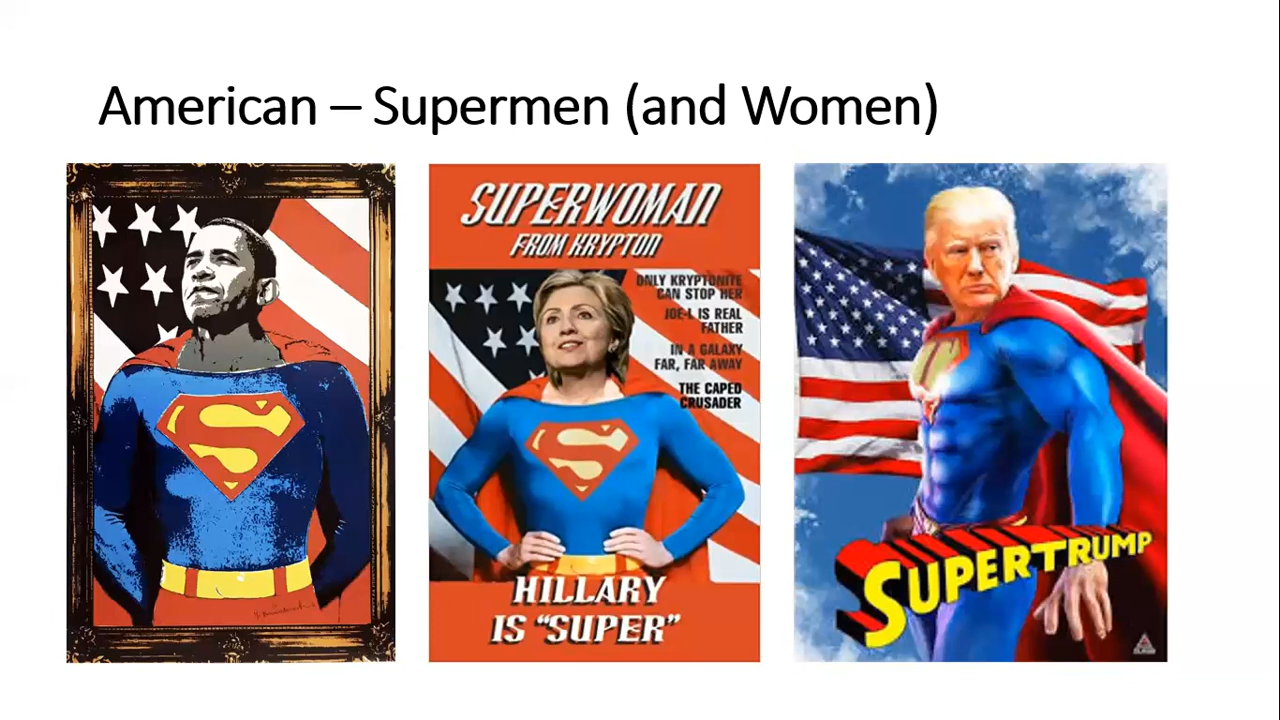 American – Supermen (and Women)
SUPERWOMAN
FROM KRYPTON
ONLY KRYPTONITE
CAN STOP HER
JOE-L IS REAL
FATHER
IN A GALAXY
FAR, FAR AWAY
THE CAPED
CRUSADER
HILLARY
IS “SUPER”
SUPERTRUMP